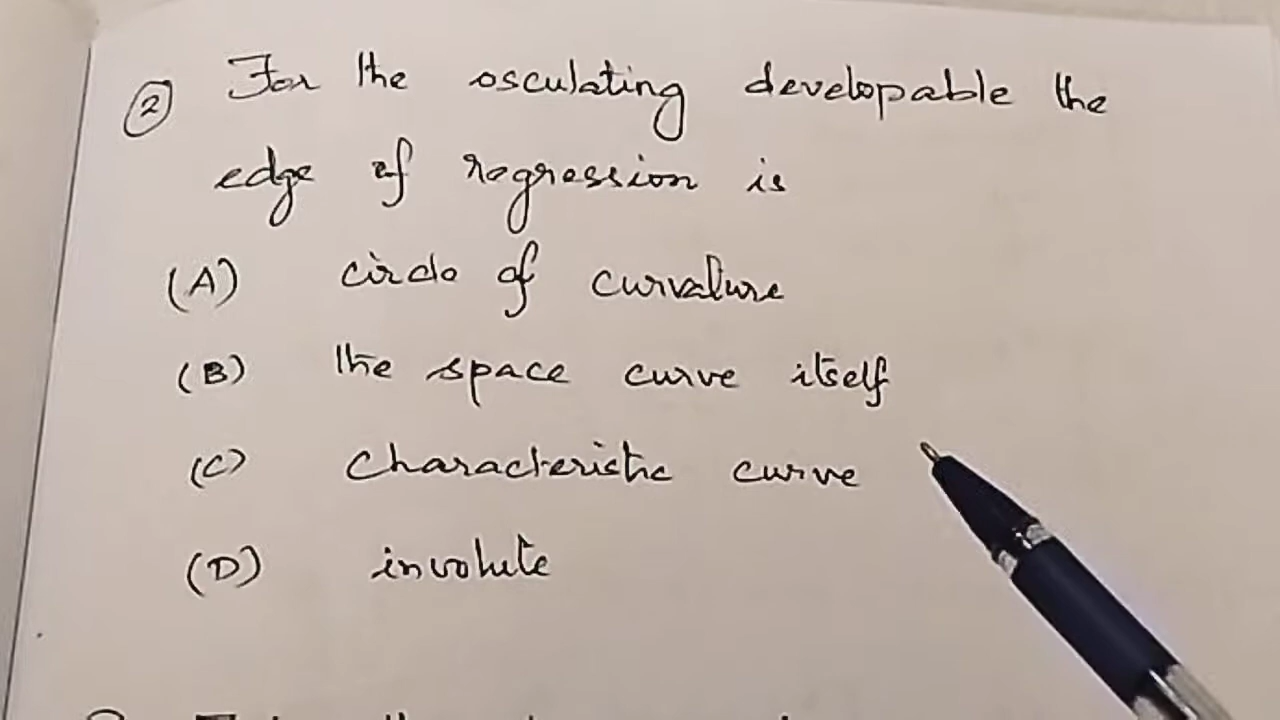 ② For the osculating developable the
edge of regression is
(A) circle of curvature
(B) the space curve itself
(C) characteristic curve
(D) involute